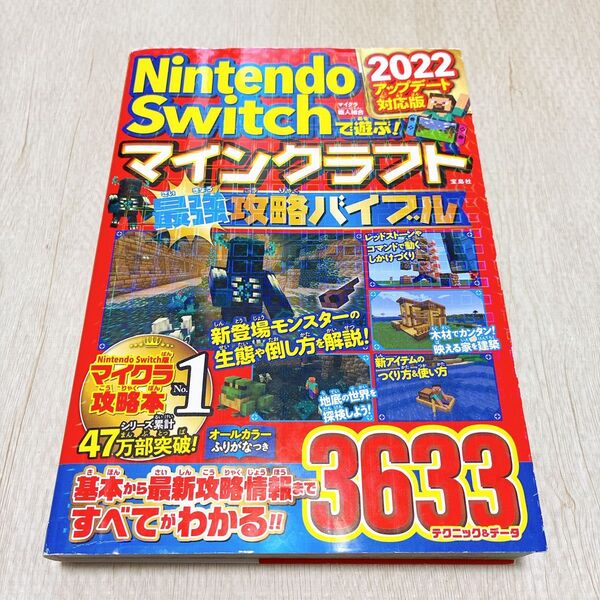 Nintendo
Switchで遊ぶ!
マイクラ
職人組合
2022
アップデート
対応版
マインクラフト
宝島社
最強攻略バイブル
レッドストーンや
コマンドで動く
しかけづくり
新登場モンスターの
生態や倒し方を解説!
木材でカンタン!
映える家を建築
新アイテムの
つくり方&使い方
地底の世界を
探検しよう!
Nintendo Switch版
マイクラ
攻略本
No.1
シリーズ累計
47万部突破!
オールカラー
ふりがなつき
基本から最新攻略情報まで
すべてがわかる!!
3633
テクニック&データ